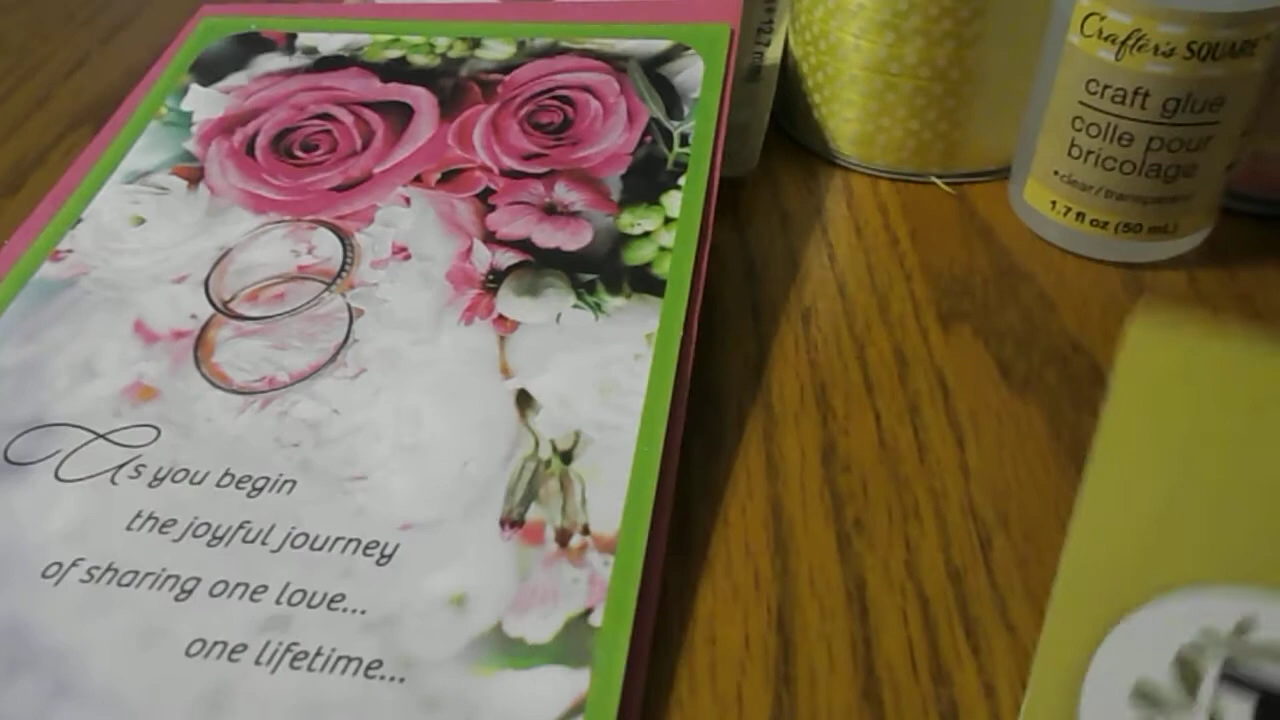 As you begin
the joyful journey
of sharing one love...
one lifetime...
Crafter's SQUARE
craft glue
colle pour
bricolage
•clear/transparent
1.7 fl oz (50 mL)